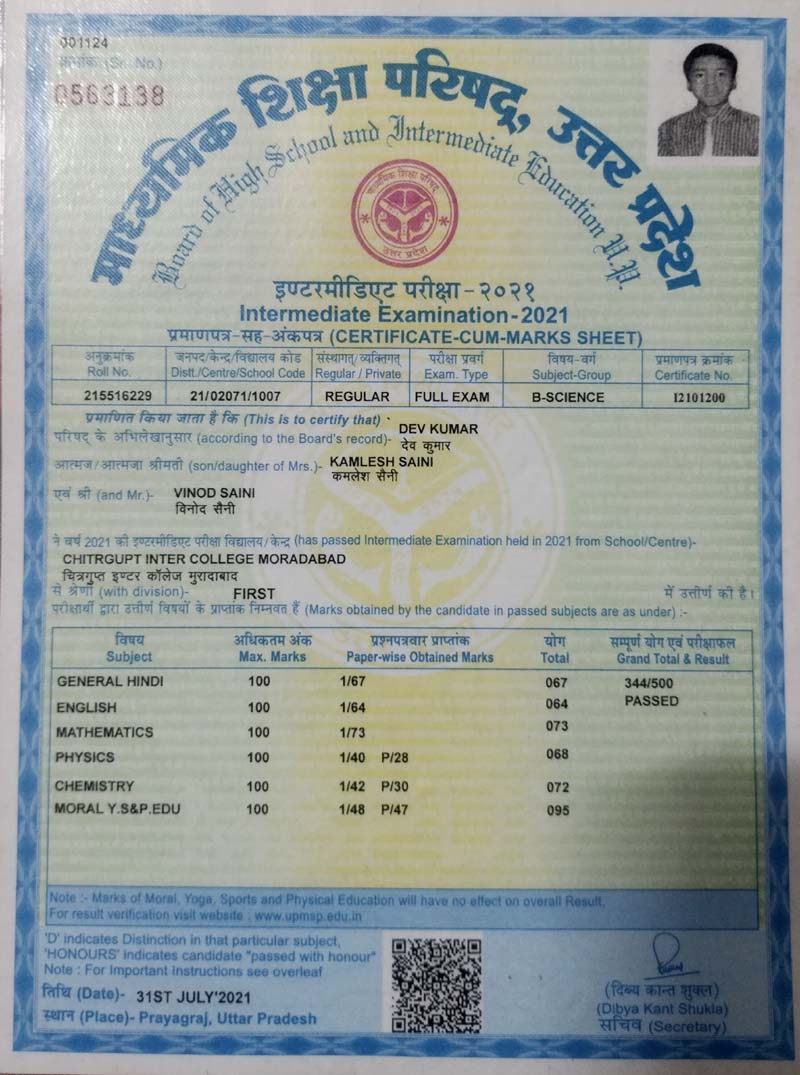 001124
क्रमांक (Sr. No.)
0563138
माध्यमिक शिक्षा परिषद्, उत्तर प्रदेश
Board of High School and Intermediate Education U.P.
माध्यमिक शिक्षा परिषद्
उत्तर प्रदेश
इण्टरमीडिएट परीक्षा - २०२१
Intermediate Examination - 2021
प्रमाणपत्र-सह-अंकपत्र (CERTIFICATE-CUM-MARKS SHEET)
अनुक्रमांक जनपद/केन्द्र/विद्यालय कोड संस्थागत/व्यक्तिगत परीक्षा प्रवर्ग विषय-वर्ग प्रमाणपत्र क्रमांक
Roll No. Distt./Centre/School Code Regular / Private Exam. Type Subject-Group Certificate No.
215516229 21/02071/1007 REGULAR FULL EXAM B-SCIENCE I2101200
प्रमाणित किया जाता है कि (This is to certify that)
DEV KUMAR
परिषद् के अभिलेखानुसार (according to the Board's record)-
देव कुमार
आत्मज/आत्मजा श्रीमती (son/daughter of Mrs.)- KAMLESH SAINI
कमलेश सैनी
एवं श्री (and Mr.)- VINOD SAINI
विनोद सैनी
ने वर्ष 2021 की इण्टरमीडिएट परीक्षा विद्यालय/केन्द्र (has passed Intermediate Examination held in 2021 from School/Centre)-
CHITRGUPT INTER COLLEGE MORADABAD
चित्रगुप्त इण्टर कॉलेज मुरादाबाद
से श्रेणी (with division)- FIRST में उत्तीर्ण की है।
परीक्षार्थी द्वारा उत्तीर्ण विषयों के प्राप्तांक निम्नवत हैं (Marks obtained by the candidate in passed subjects are as under) :-
विषय अधिकतम अंक प्रश्नपत्रवार प्राप्तांक योग सम्पूर्ण योग एवं परीक्षाफल
Subject Max. Marks Paper-wise Obtained Marks Total Grand Total & Result
GENERAL HINDI 100 1/67 067 344/500
ENGLISH 100 1/64 064 PASSED
MATHEMATICS 100 1/73 073
PHYSICS 100 1/40 P/28 068
CHEMISTRY 100 1/42 P/30 072
MORAL Y.S&P.EDU 100 1/48 P/47 095
Note :- Marks of Moral, Yoga, Sports and Physical Education will have no effect on overall Result.
For result verification visit website : www.upmsp.edu.in
'D' indicates Distinction in that particular subject,
'HONOURS' indicates candidate "passed with honour"
Note : For Important Instructions see overleaf
तिथि (Date)- 31ST JULY'2021
स्थान (Place)- Prayagraj, Uttar Pradesh
(दिब्य कान्त शुक्ल)
(Dibya Kant Shukla)
सचिव (Secretary)